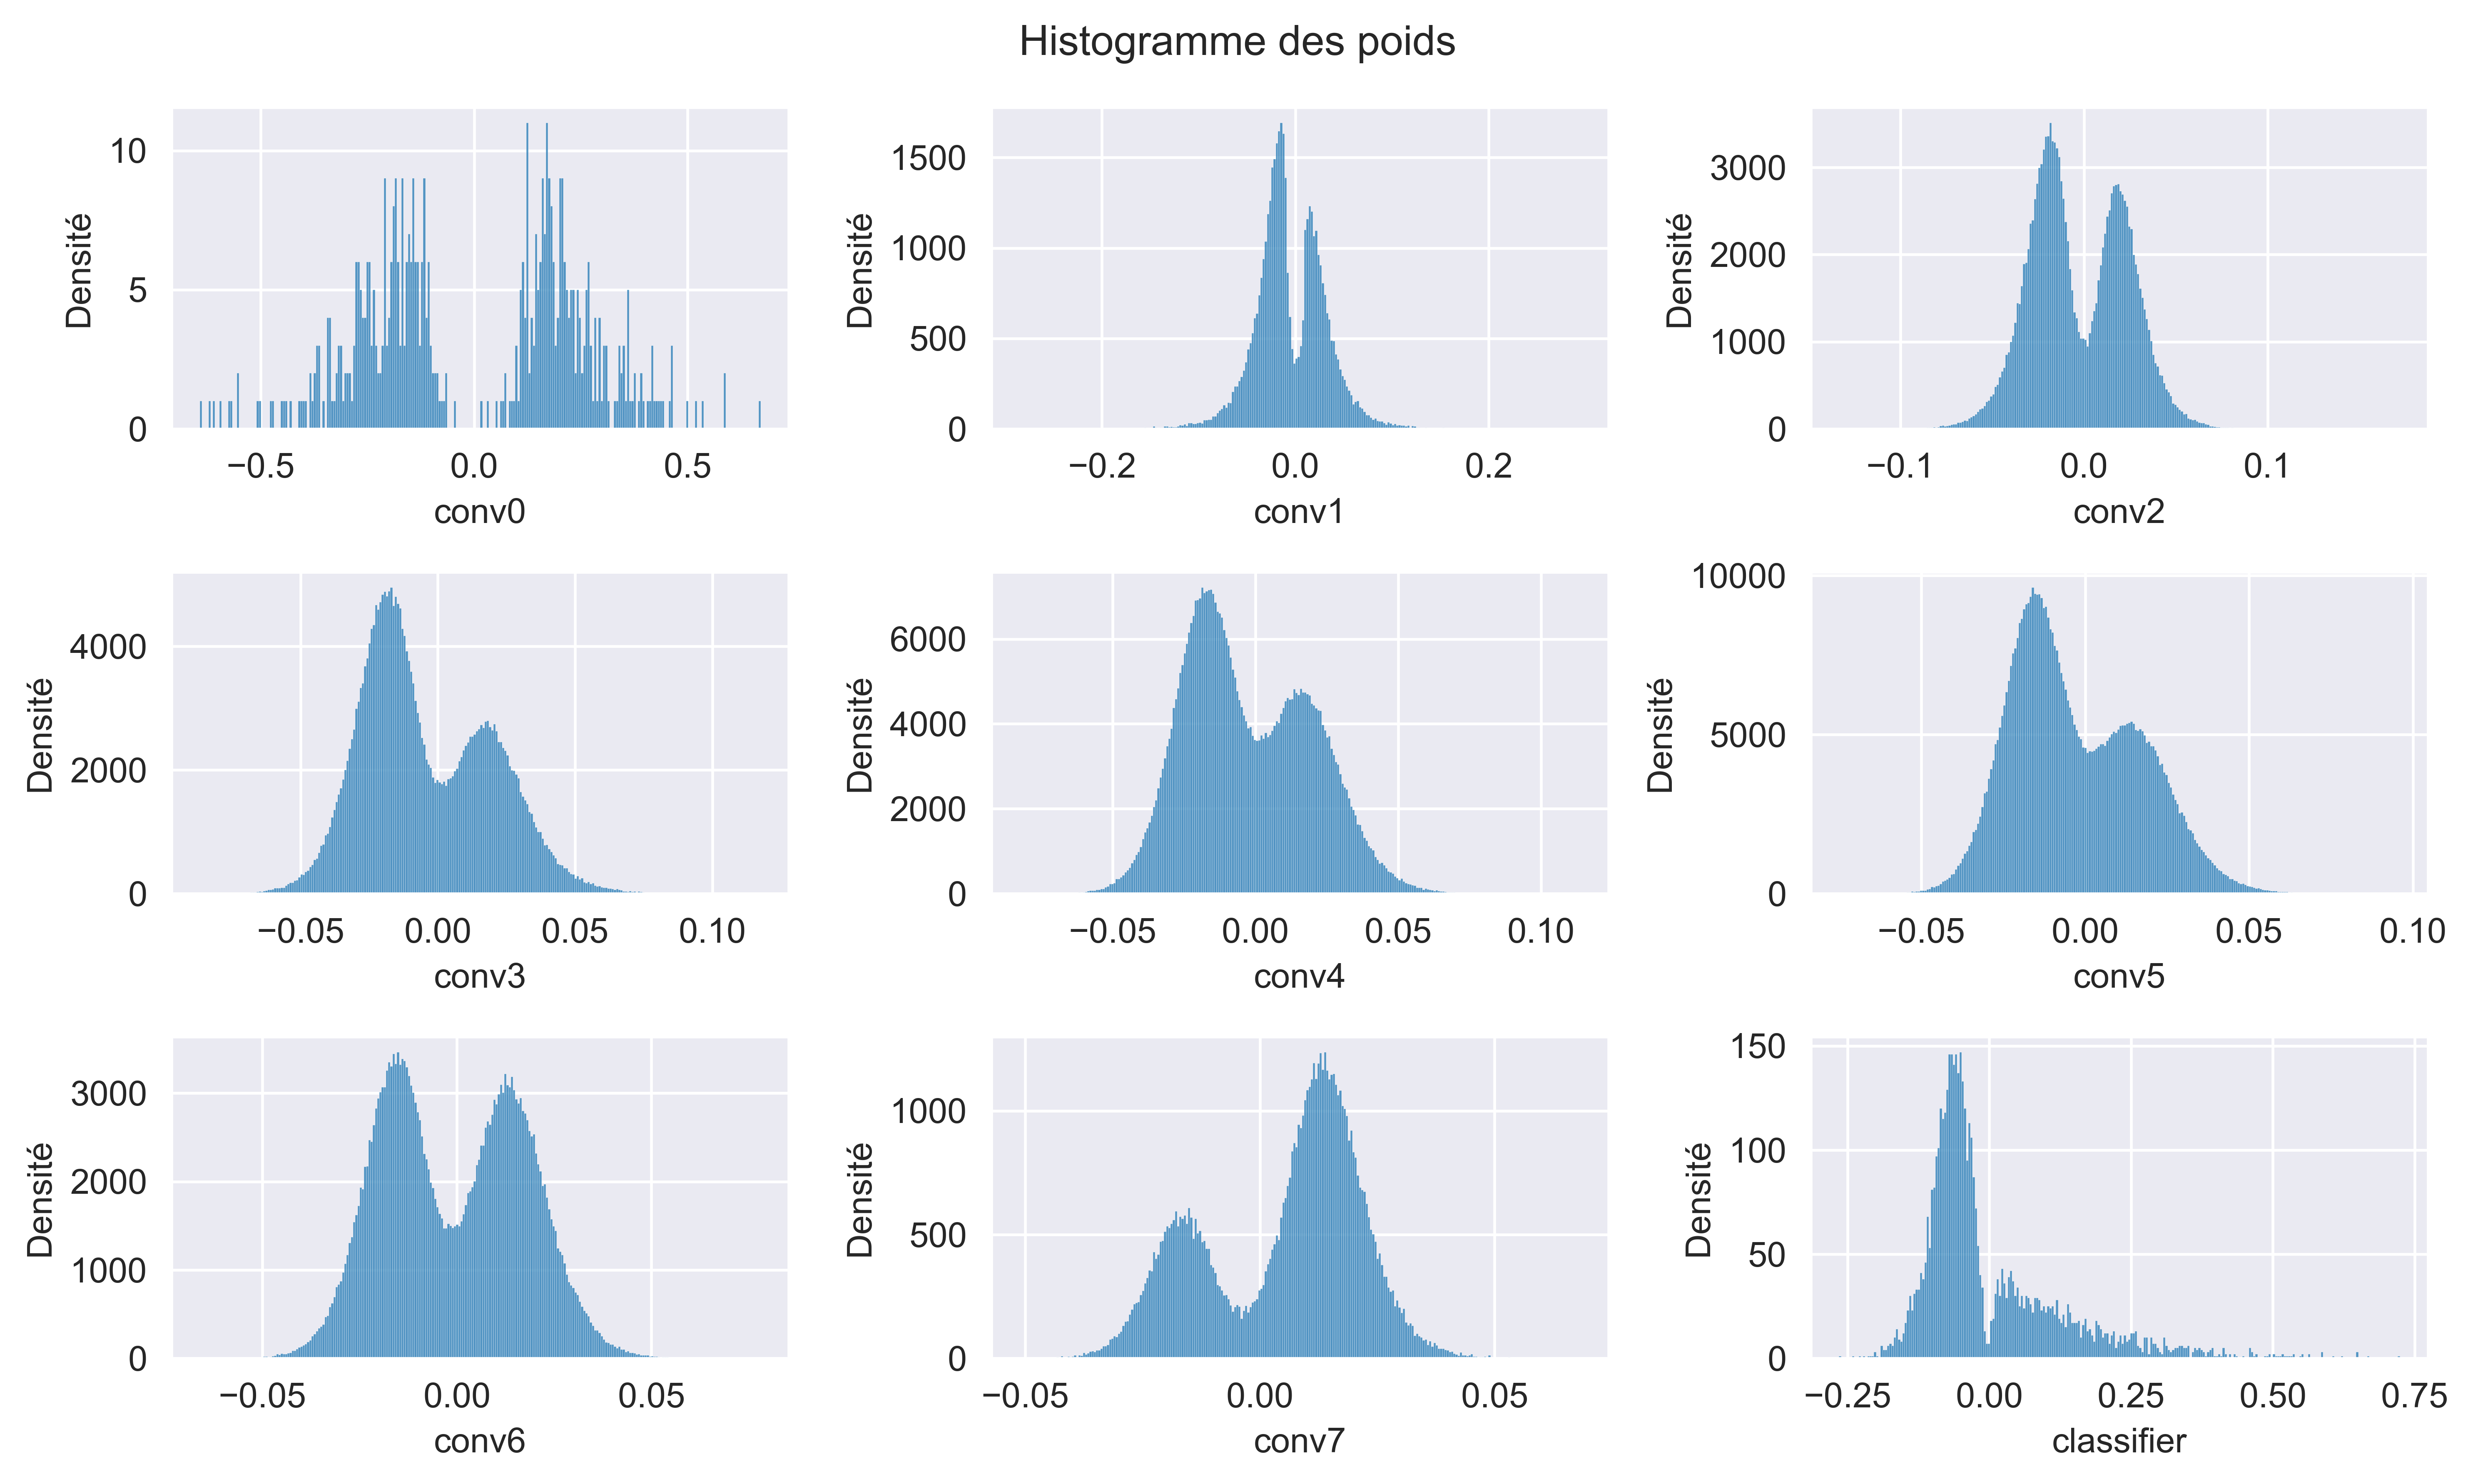 Histogramme des poids
Densité
10
5
0
−0.5 0.0 0.5
conv0
Densité
1500
1000
500
0
−0.2 0.0 0.2
conv1
Densité
3000
2000
1000
0
−0.1 0.0 0.1
conv2
Densité
4000
2000
0
−0.05 0.00 0.05 0.10
conv3
Densité
6000
4000
2000
0
−0.05 0.00 0.05 0.10
conv4
Densité
10000
5000
0
−0.05 0.00 0.05 0.10
conv5
Densité
3000
2000
1000
0
−0.05 0.00 0.05
conv6
Densité
1000
500
0
−0.05 0.00 0.05
conv7
Densité
150
100
50
0
−0.25 0.00 0.25 0.50 0.75
classifier